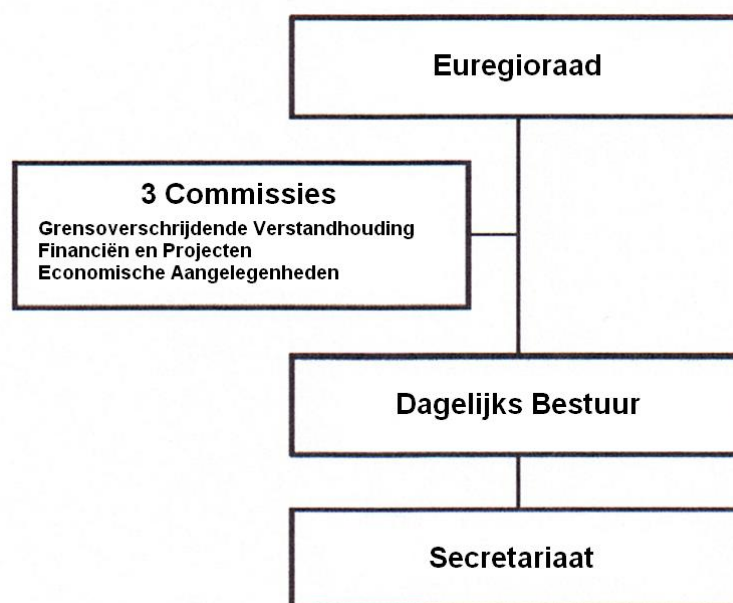 Euregioraad
3 Commissies
Grensoverschrijdende Verstandhouding
Financiën en Projecten
Economische Aangelegenheden
Dagelijks Bestuur
Secretariaat